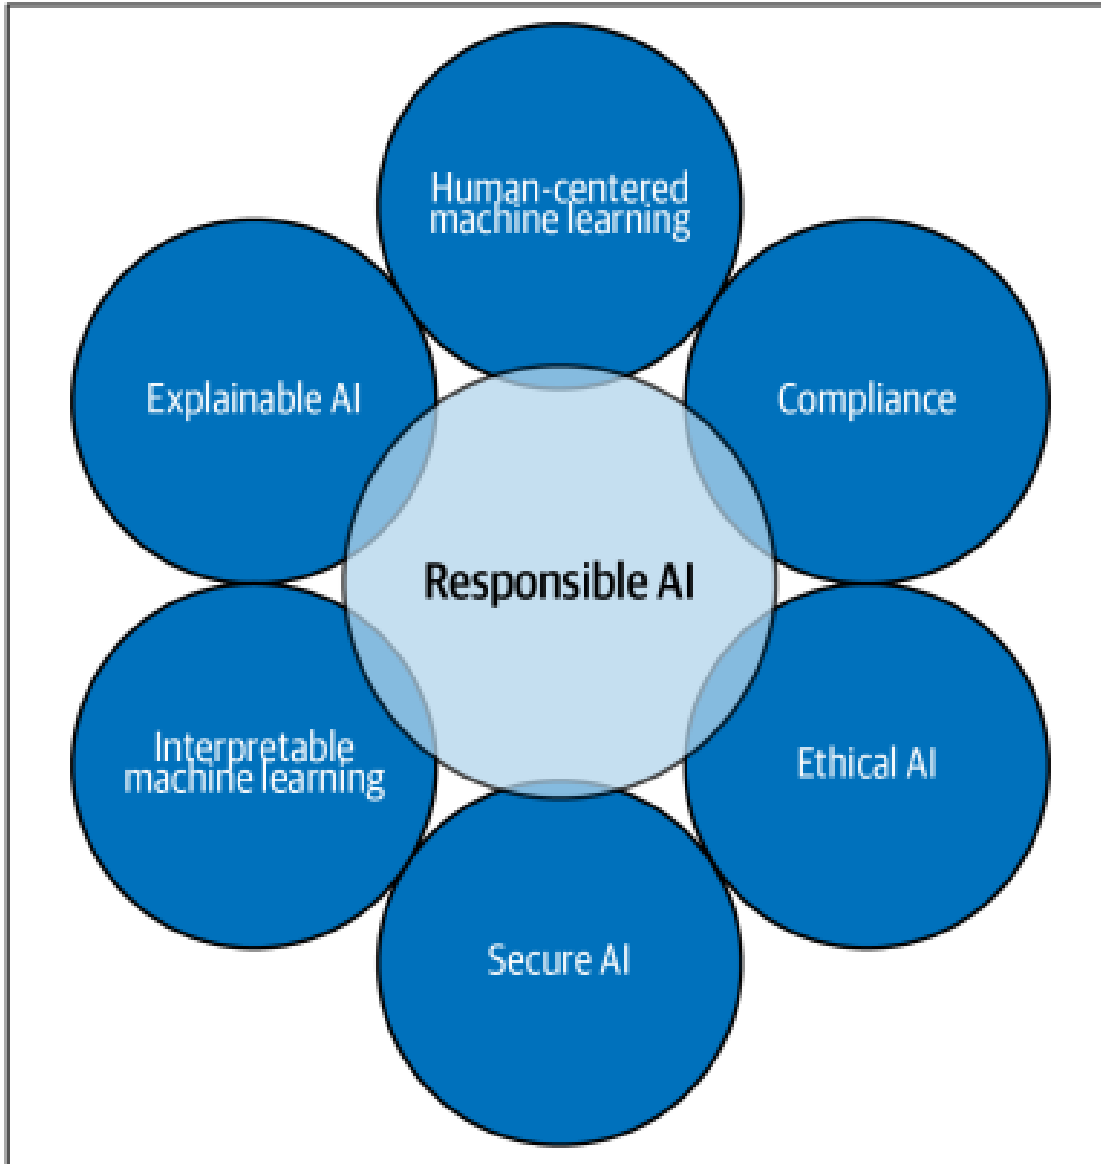 Human-centered
machine learning
Explainable AI
Compliance
Responsible AI
Interpretable
machine learning
Ethical AI
Secure AI